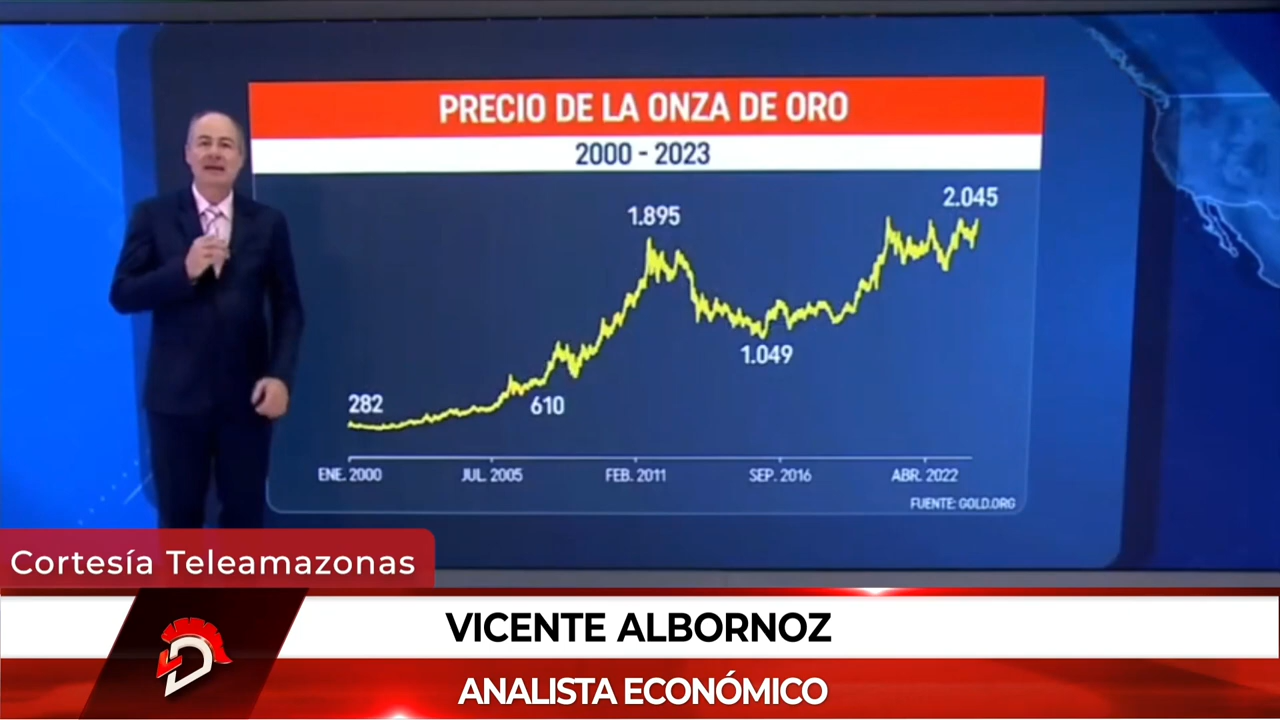 PRECIO DE LA ONZA DE ORO
2000 - 2023
2.045
1.895
1.049
282
610
ENE. 2000
JUL. 2005
FEB. 2011
SEP. 2016
ABR. 2022
FUENTE: GOLD.ORG
Cortesía Teleamazonas
VICENTE ALBORNOZ
ANALISTA ECONÓMICO